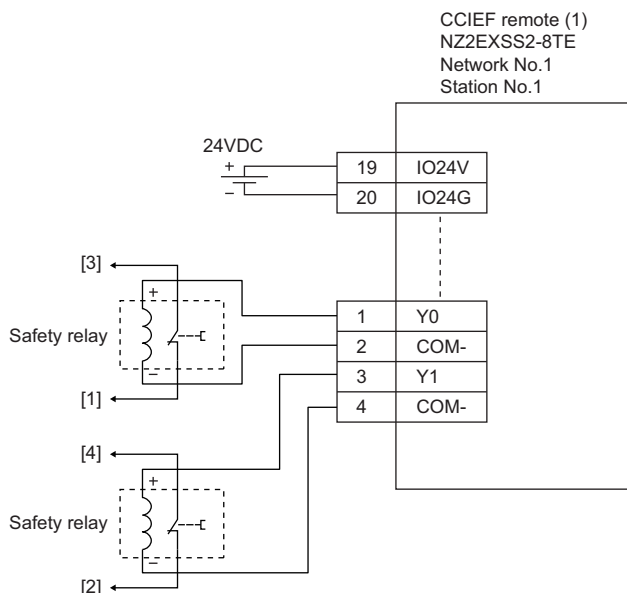 CCIEF remote (1)
NZ2EXSS2-8TE
Network No.1
Station No.1
24VDC
+
−
19 IO24V
20 IO24G
[3]
+
Safety relay
−
[1]
1 Y0
2 COM-
3 Y1
4 COM-
[4]
+
Safety relay
−
[2]